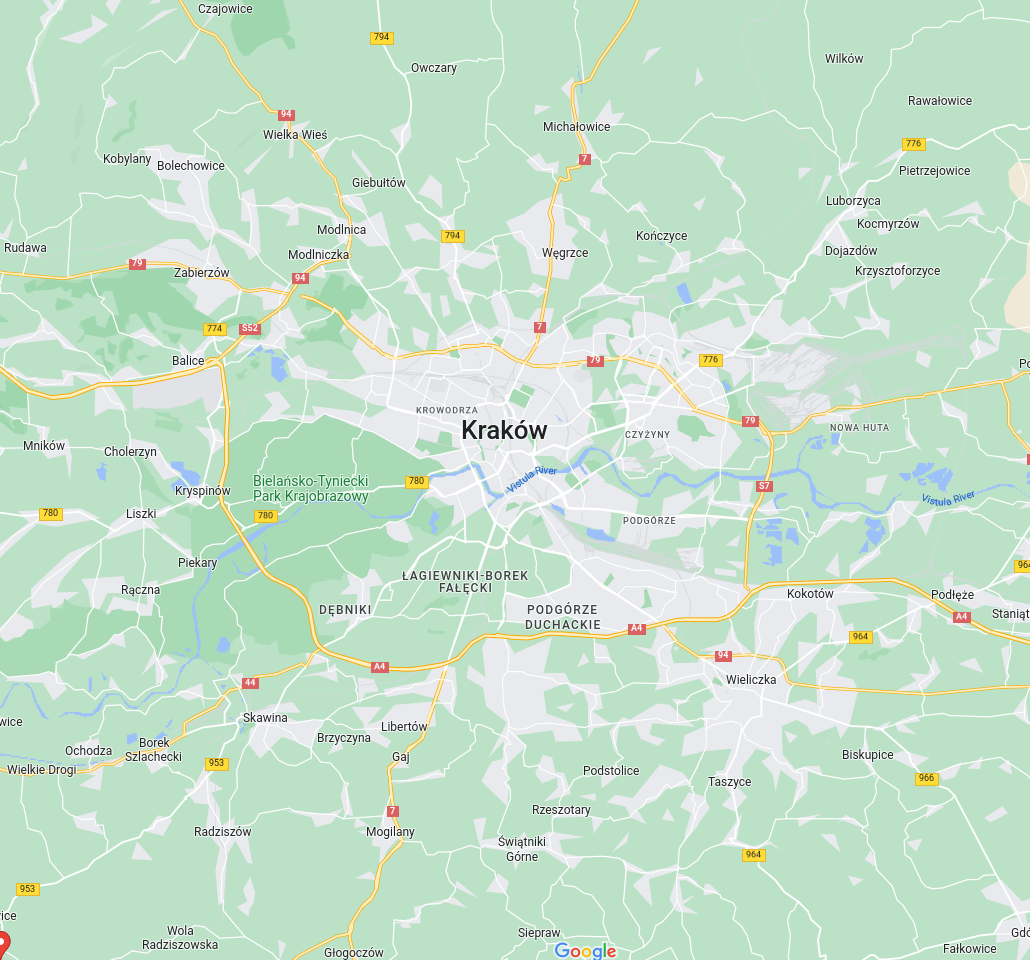 Czajowice
794
Owczary
Wilków
Rawałowice
94
Wielka Wieś
Michałowice
776
Kobylany
Bolechowice
7
Pietrzejowice
Giebułtów
Luborzyca
Kocmyrzów
Modlnica
794
Kończyce
Rudawa
Modlniczka
Węgrzce
Dojazdów
79
Zabierzów
94
Krzysztoforzyce
774
S52
7
Balice
79
776
KROWODRZA
79
NOWA HUTA
Kraków
CZYŻYNY
Mników
Cholerzyn
Vistula River
Bielańsko-Tyniecki
Park Krajobrazowy
780
S7
Kryspinów
Vistula River
780
Liszki
780
PODGÓRZE
Piekary
ŁAGIEWNIKI-BOREK
FAŁĘCKI
Rączna
Kokotów
Podłęże
DĘBNIKI
PODGÓRZE
DUCHACKIE
A4
A4
964
94
A4
44
Wieliczka
Skawina
Libertów
Brzyczyna
Borek
Szlachecki
Ochodza
Gaj
Biskupice
Wielkie Drogi
953
Podstolice
Taszyce
966
7
Rzeszotary
Radziszów
Mogilany
Świątniki
Górne
964
953
Wola
Radziszowska
Siepraw
Głogoczów
Google
Fałkowice